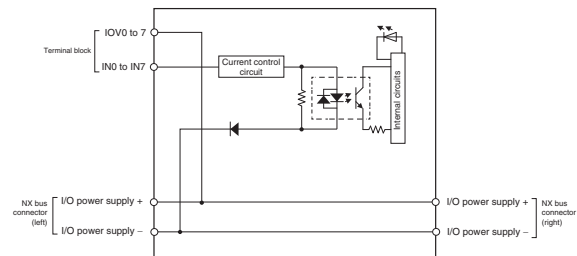 IOV0 to 7
Terminal block
IN0 to IN7
Current control
circuit
Internal circuits
NX bus
connector
(left)
I/O power supply +
I/O power supply −
I/O power supply +
I/O power supply −
NX bus
connector
(right)